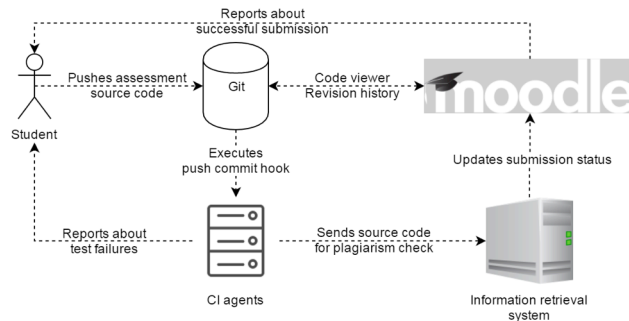 Reports about
successful submission
Pushes assessment
source code
Git
Code viewer
Revision history
moodle
Student
Executes
push commit hook
Updates submission status
Reports about
test failures
Sends source code
for plagiarism check
CI agents
Information retrieval
system